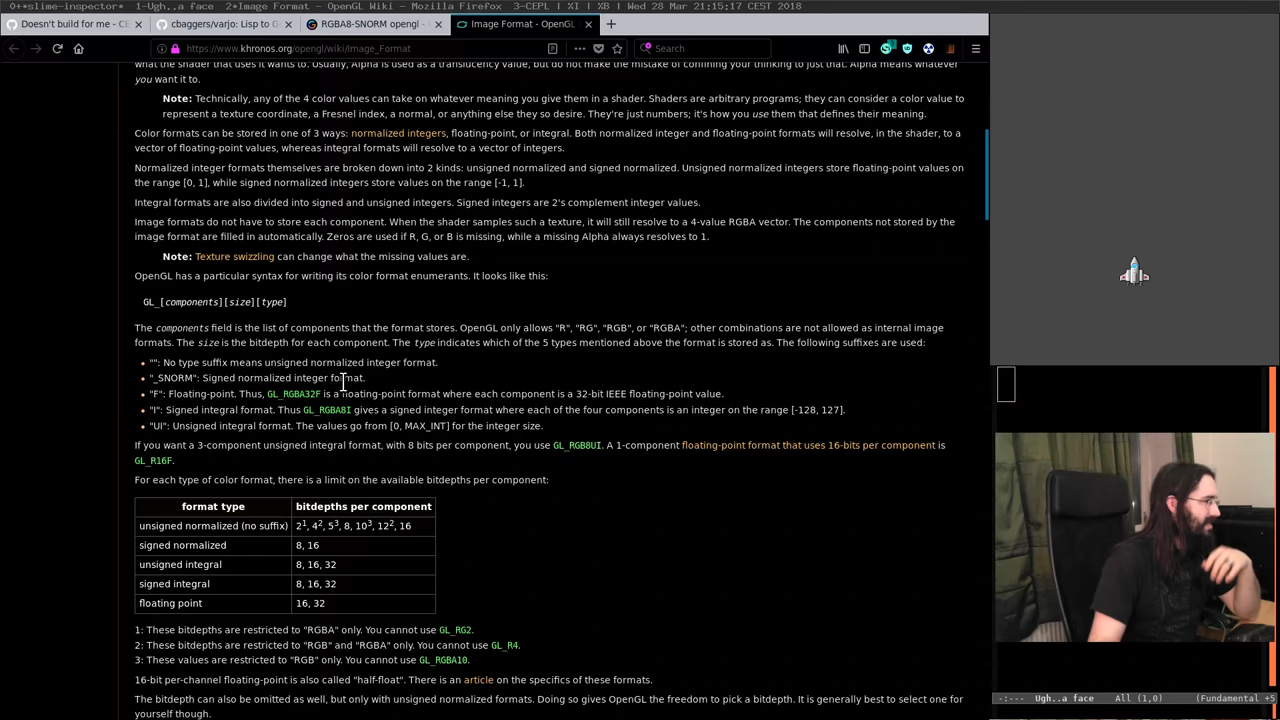 0+*slime-inspector* 1-Ugh..a face 2*Image Format - OpenGL Wiki - Mozilla Firefox 3-CEPL | XI | XB | Wed 28 Mar 21:15:17 CEST 2018
Doesn't build for me - CE
cbaggers/varjo: Lisp to G
RGBA8-SNORM opengl -
Image Format - OpenGL
https://www.khronos.org/opengl/wiki/Image_Format
Search
what the shader that uses it wants to. Usually, Alpha is used as a translucency value, but do not make the mistake of confining your thinking to just that. Alpha means whatever
you want it to.
Note: Technically, any of the 4 color values can take on whatever meaning you give them in a shader. Shaders are arbitrary programs; they can consider a color value to
represent a texture coordinate, a Fresnel index, a normal, or anything else they so desire. They're just numbers; it's how you use them that defines their meaning.
Color formats can be stored in one of 3 ways: normalized integers, floating-point, or integral. Both normalized integer and floating-point formats will resolve, in the shader, to a
vector of floating-point values, whereas integral formats will resolve to a vector of integers.
Normalized integer formats themselves are broken down into 2 kinds: unsigned normalized and signed normalized. Unsigned normalized integers store floating-point values on
the range [0, 1], while signed normalized integers store values on the range [-1, 1].
Integral formats are also divided into signed and unsigned integers. Signed integers are 2's complement integer values.
Image formats do not have to store each component. When the shader samples such a texture, it will still resolve to a 4-value RGBA vector. The components not stored by the
image format are filled in automatically. Zeros are used if R, G, or B is missing, while a missing Alpha always resolves to 1.
Note: Texture swizzling can change what the missing values are.
OpenGL has a particular syntax for writing its color format enumerants. It looks like this:
GL_[components][size][type]
The components field is the list of components that the format stores. OpenGL only allows "R", "RG", "RGB", or "RGBA"; other combinations are not allowed as internal image
formats. The size is the bitdepth for each component. The type indicates which of the 5 types mentioned above the format is stored as. The following suffixes are used:
• "": No type suffix means unsigned normalized integer format.
• "_SNORM": Signed normalized integer format.
• "F": Floating-point. Thus, GL_RGBA32F is a floating-point format where each component is a 32-bit IEEE floating-point value.
• "I": Signed integral format. Thus GL_RGBA8I gives a signed integer format where each of the four components is an integer on the range [-128, 127].
• "UI": Unsigned integral format. The values go from [0, MAX_INT] for the integer size.
If you want a 3-component unsigned integral format, with 8 bits per component, you use GL_RGB8UI. A 1-component floating-point format that uses 16-bits per component is
GL_R16F.
For each type of color format, there is a limit on the available bitdepths per component:
format type bitdepths per component
unsigned normalized (no suffix) 2¹, 4², 5³, 8, 10³, 12², 16
signed normalized 8, 16
unsigned integral 8, 16, 32
signed integral 8, 16, 32
floating point 16, 32
1: These bitdepths are restricted to "RGBA" only. You cannot use GL_RG2.
2: These bitdepths are restricted to "RGB" and "RGBA" only. You cannot use GL_R4.
3: These values are restricted to "RGB" only. You cannot use GL_RGBA10.
16-bit per-channel floating-point is also called "half-float". There is an article on the specifics of these formats.
The bitdepth can also be omitted as well, but only with unsigned normalized formats. Doing so gives OpenGL the freedom to pick a bitdepth. It is generally best to select one for
yourself though.
-:--- Ugh..a face All (1,0) (Fundamental +5